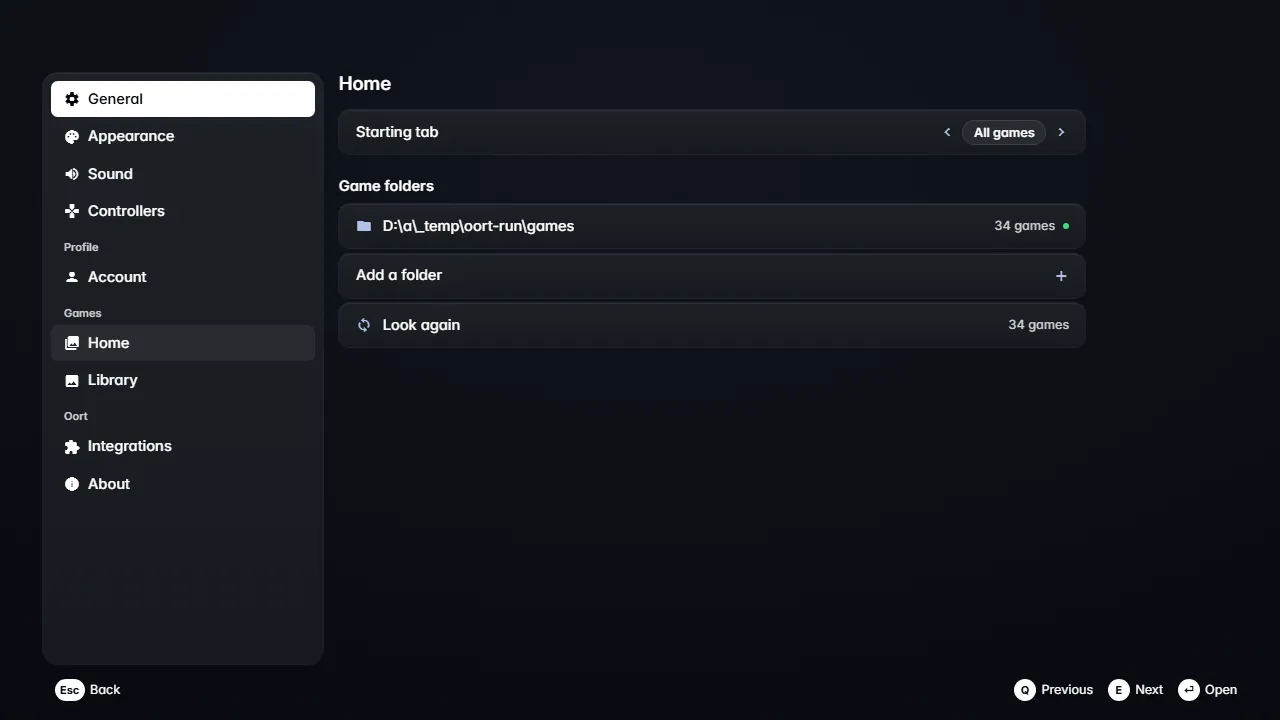 General
Appearance
Sound
Controllers
Profile
Account
Games
Home
Library
Oort
Integrations
About
Home
Starting tab
All games
Game folders
D:\a\_temp\oort-run\games
34 games
Add a folder
Look again
34 games
Esc Back
Q Previous
E Next
Open